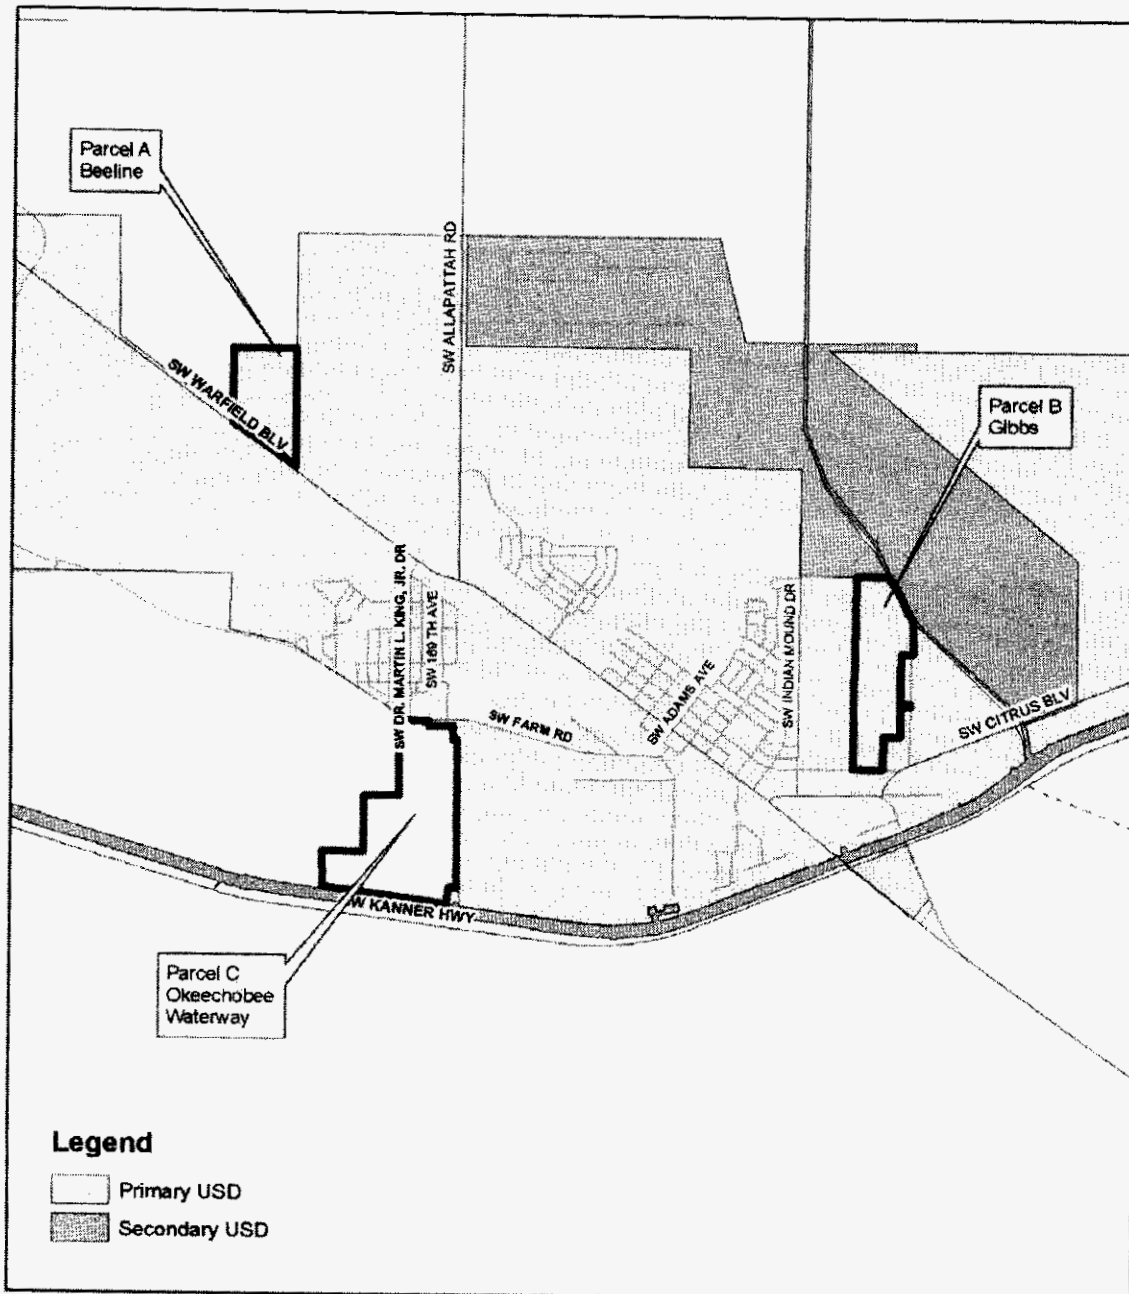 Parcel A
Beeline
SW ALLAPATTAH RD
SW WARFIELD BLV
Parcel B
Gibbs
SW DR. MARTIN L. KING, JR. DR
SW 169 TH AVE
SW INDIAN MOUND DR
SW ADAMS AVE
SW FARM RD
SW CITRUS BLV
W KANNER HWY
Parcel C
Okeechobee
Waterway
Legend
Primary USD
Secondary USD